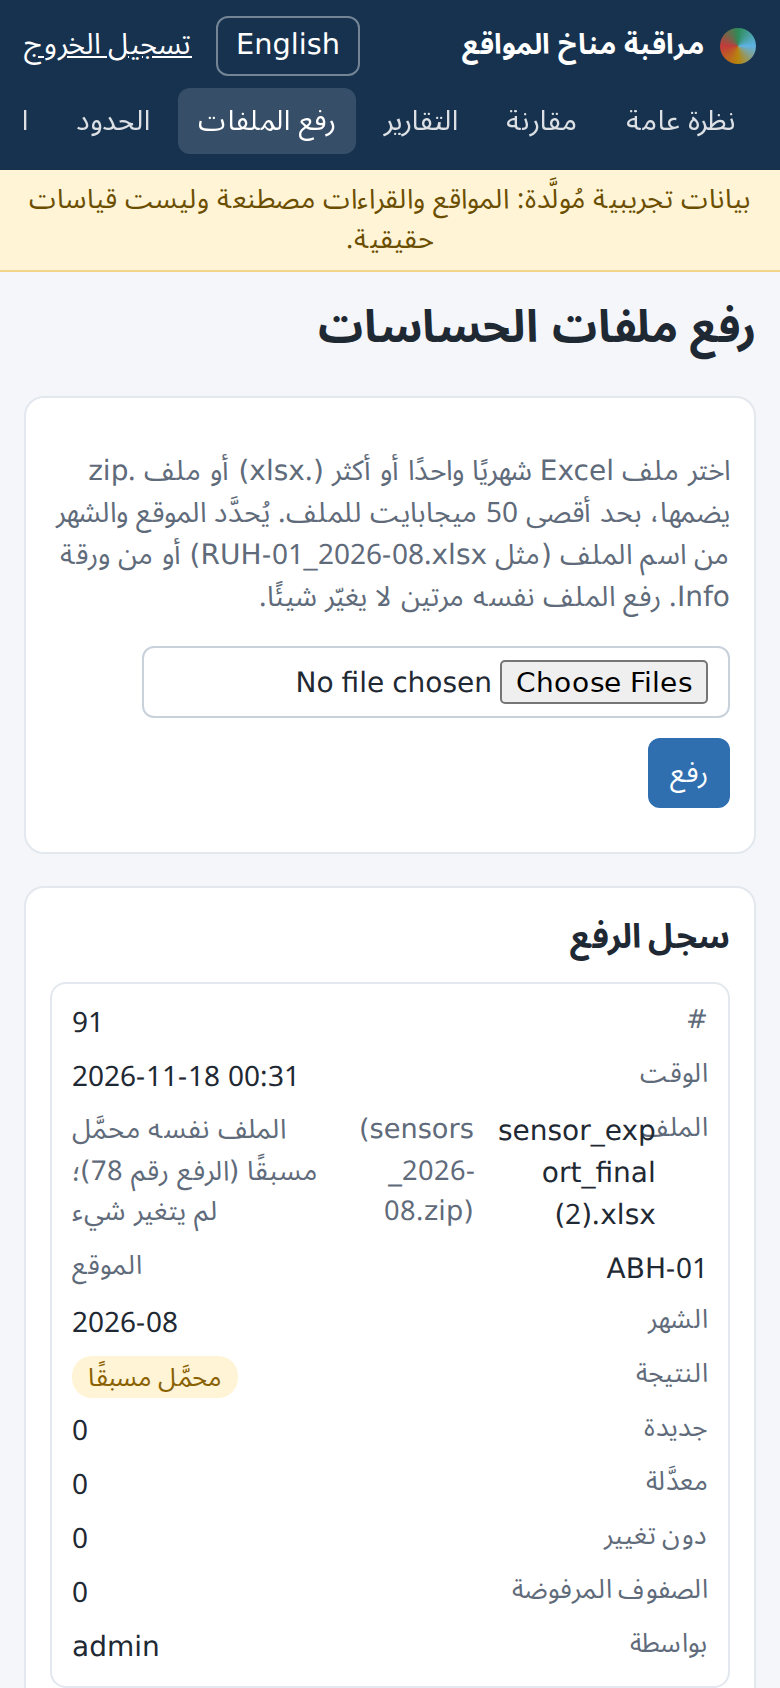 مراقبة مناخ المواقع
English
تسجيل الخروج
نظرة عامة
مقارنة
التقارير
رفع الملفات
الحدود
ا
بيانات تجريبية مُولَّدة: المواقع والقراءات مصطنعة وليست قياسات
حقيقية.
رفع ملفات الحساسات
اختر ملف Excel شهريًا واحدًا أو أكثر (.xlsx) أو ملف .zip
يضمها، بحد أقصى 50 ميجابايت للملف. يُحدَّد الموقع والشهر
من اسم الملف (مثل RUH-01_2026-08.xlsx) أو من ورقة
Info. رفع الملف نفسه مرتين لا يغيّر شيئًا.
Choose Files No file chosen
رفع
سجل الرفع
# 91
الوقت 2026-11-18 00:31
الملف
sensor_exp
ort_final
(2).xlsx
(sensors
_2026-
08.zip)
الملف نفسه محمَّل
مسبقًا (الرفع رقم 78)؛
لم يتغير شيء
ABH-01 الموقع
الشهر 2026-08
النتيجة محمَّل مسبقًا
جديدة 0
معدَّلة 0
دون تغيير 0
الصفوف المرفوضة 0
بواسطة admin